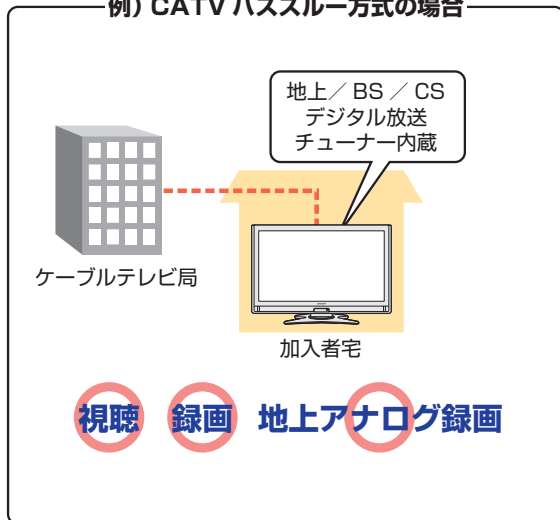 例）CATV パススルー方式の場合
地上／ BS ／ CS
デジタル放送
チューナー内蔵
ケーブルテレビ局
加入者宅
視聴 録画 地上アナログ録画